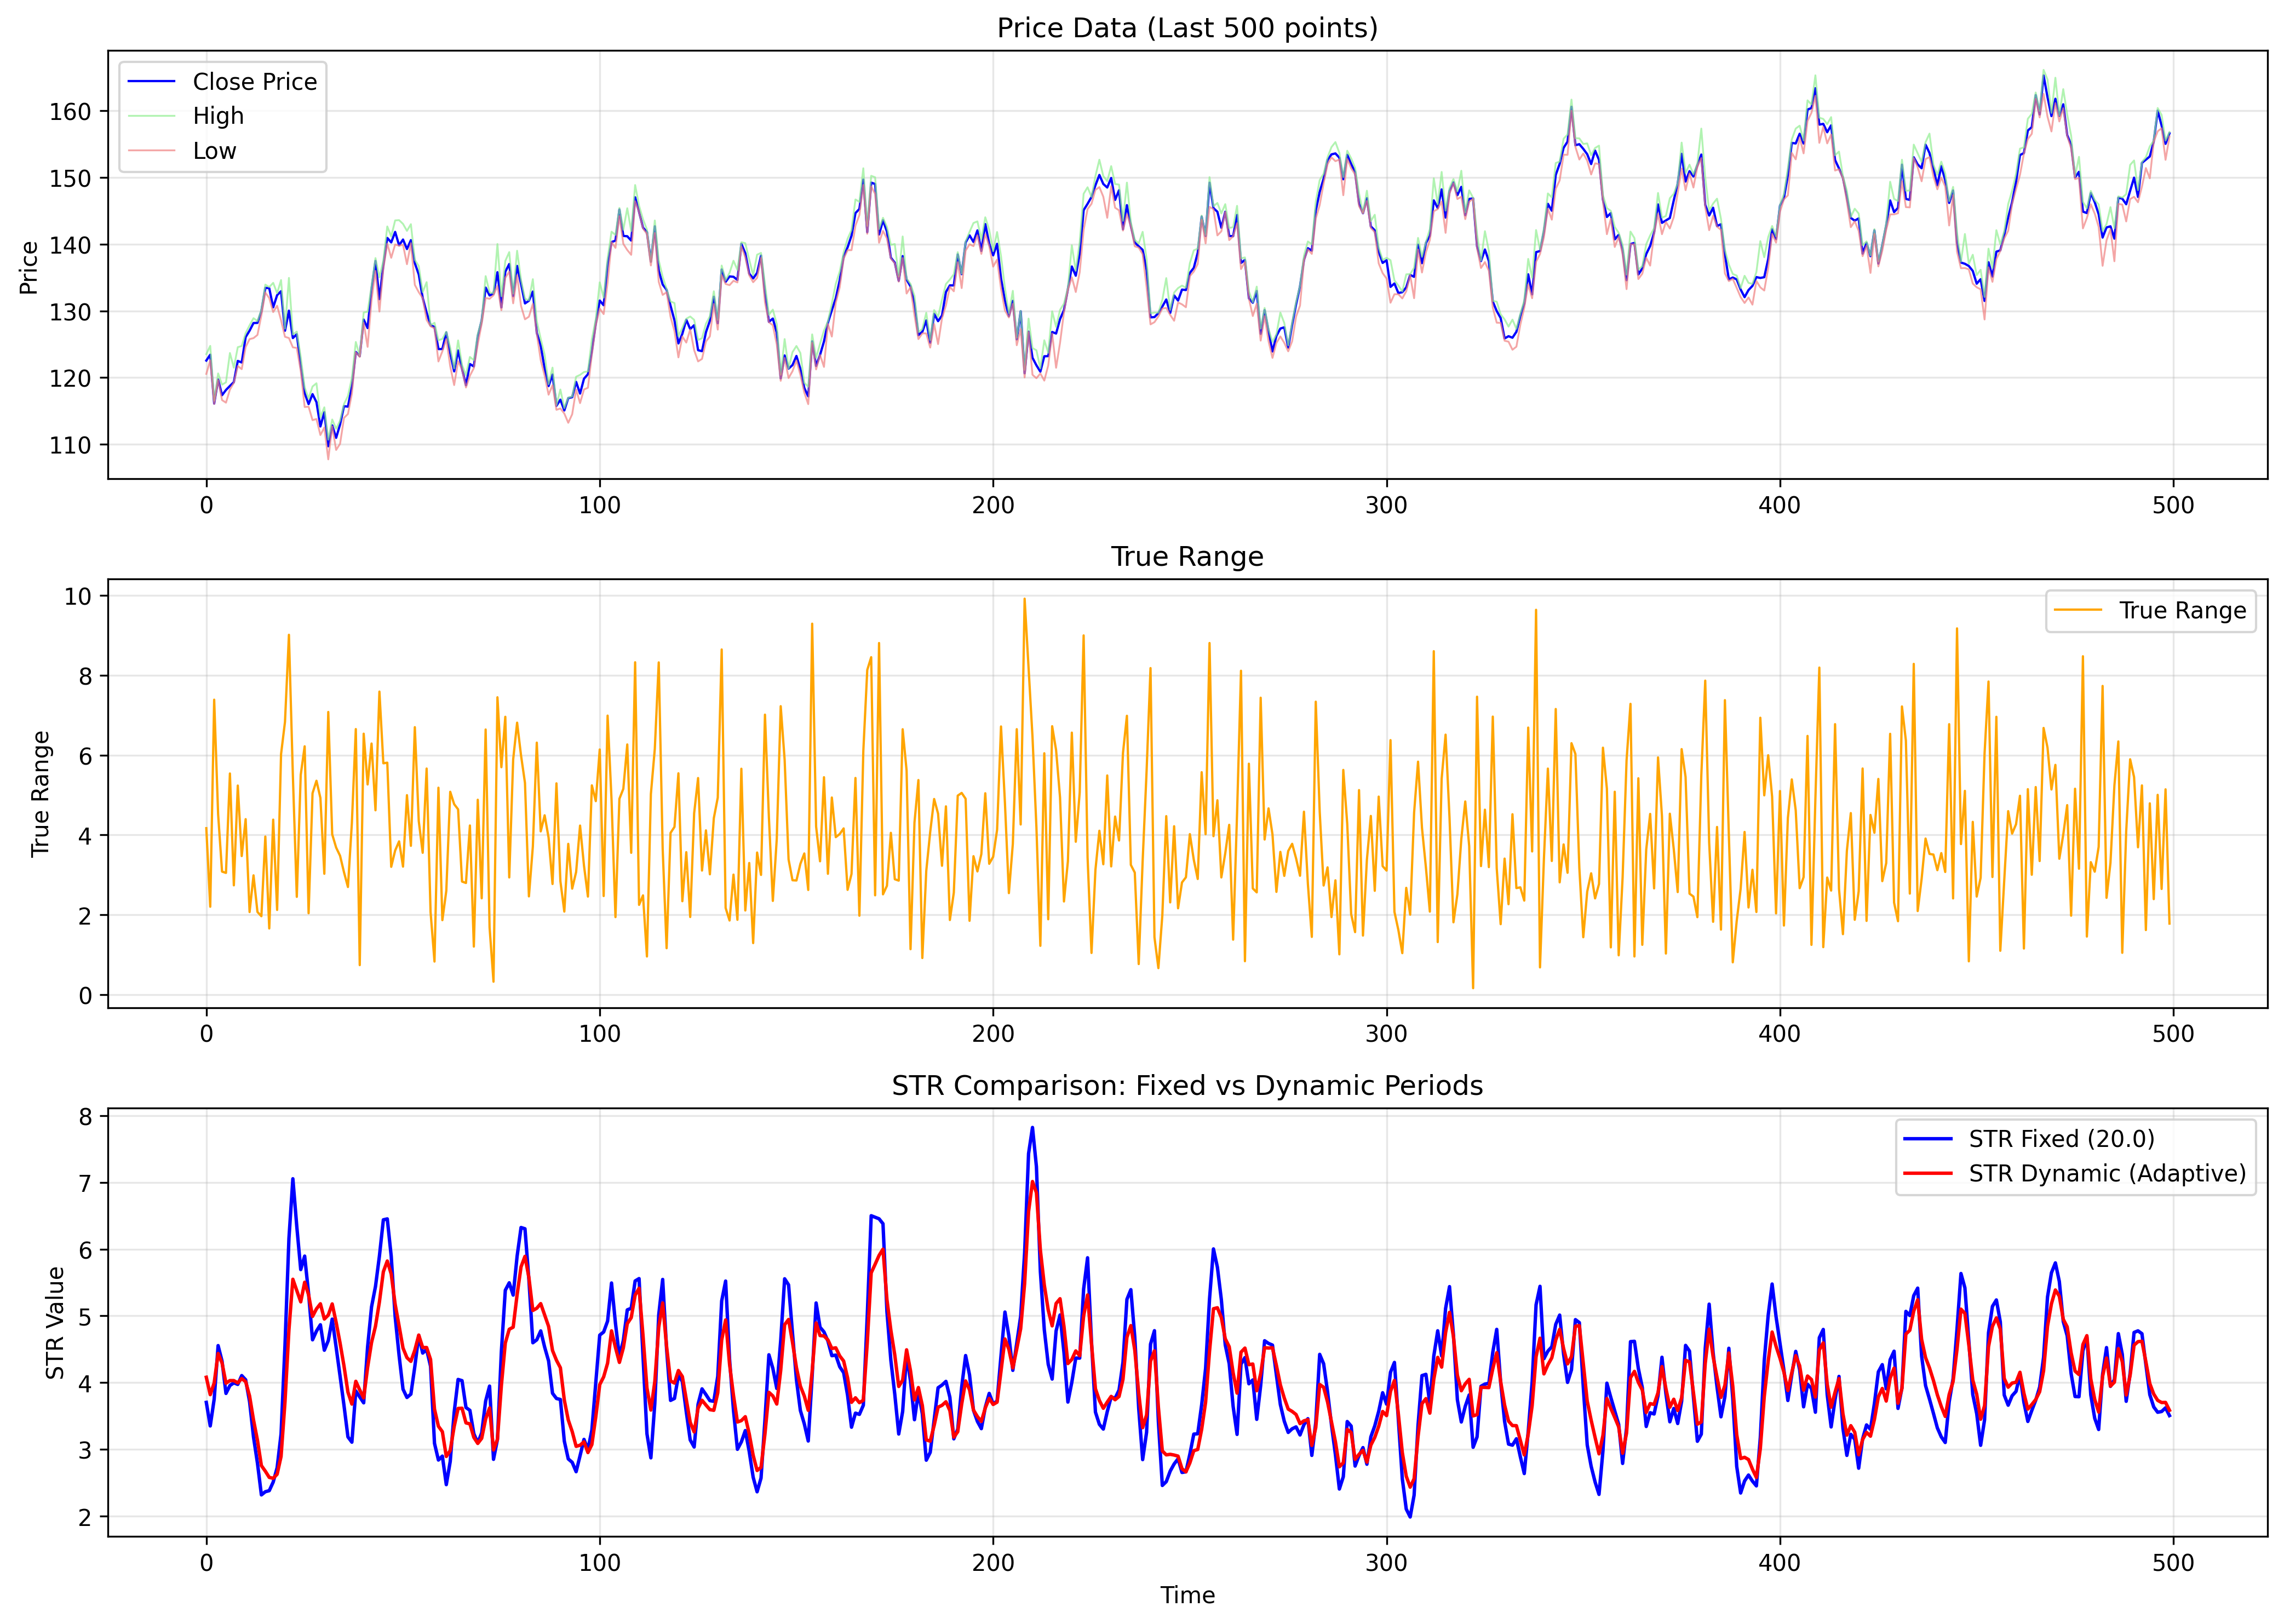 Price Data (Last 500 points)
Price
160
150
140
130
120
110
Close Price
High
Low
0 100 200 300 400 500
True Range
True Range
10
8
6
4
2
0
True Range
0 100 200 300 400 500
STR Comparison: Fixed vs Dynamic Periods
STR Value
8
7
6
5
4
3
2
STR Fixed (20.0)
STR Dynamic (Adaptive)
0 100 200 300 400 500
Time